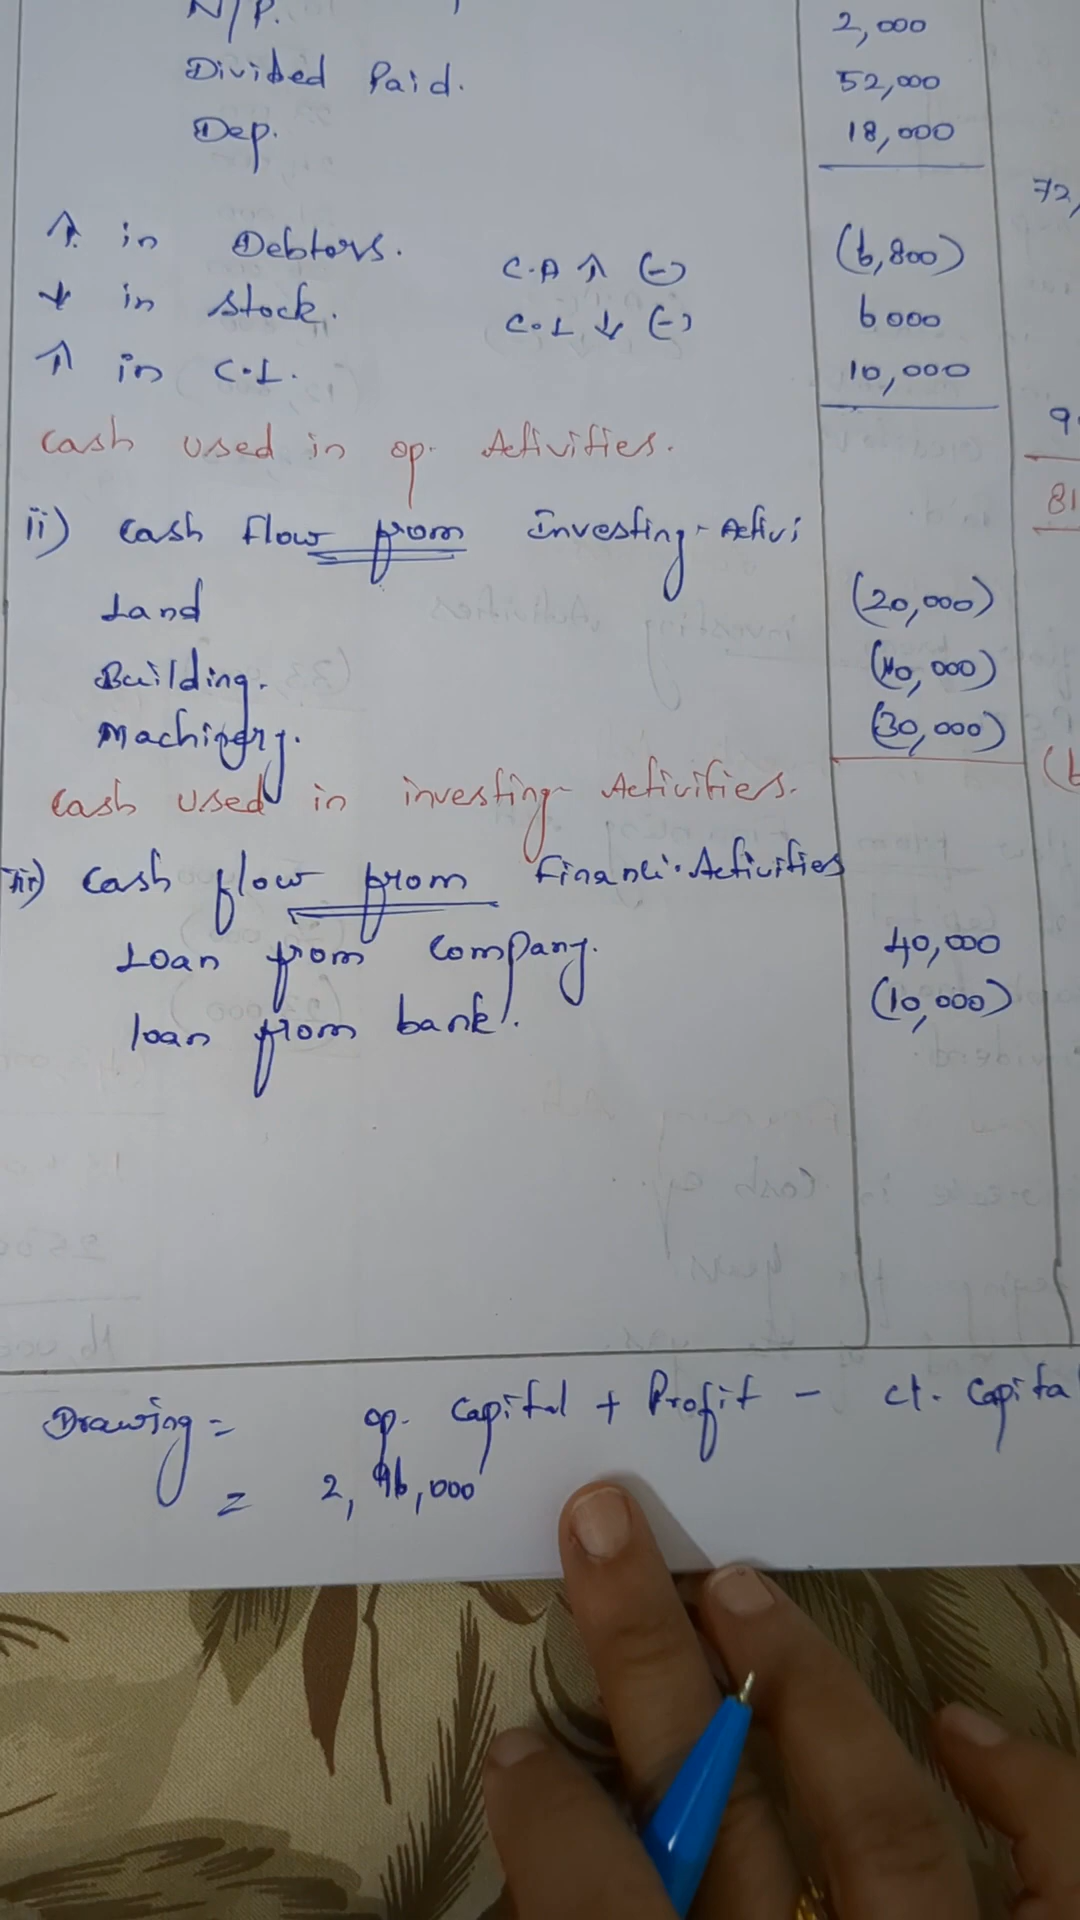 N/P. 2,000
Divided Paid. 52,000
Dep. 18,000
72,
↑ in Debtors. C.A ↑ (-) (6,800)
↓ in stock. C.L ↓ (-) 6000
↑ in C.L. 10,000
9
cash used in op. Activities. 81
ii) cash flow from Investing Activi
Land (20,000)
Building. (40,000)
Machinery. (30,000)
cash used in investing Activities.
iii) cash flow from Financi. Activities
Loan from Company. 40,000
loan from bank. (10,000)
Drawing = op. Capital + Profit - cl. Capital
= 2,96,000